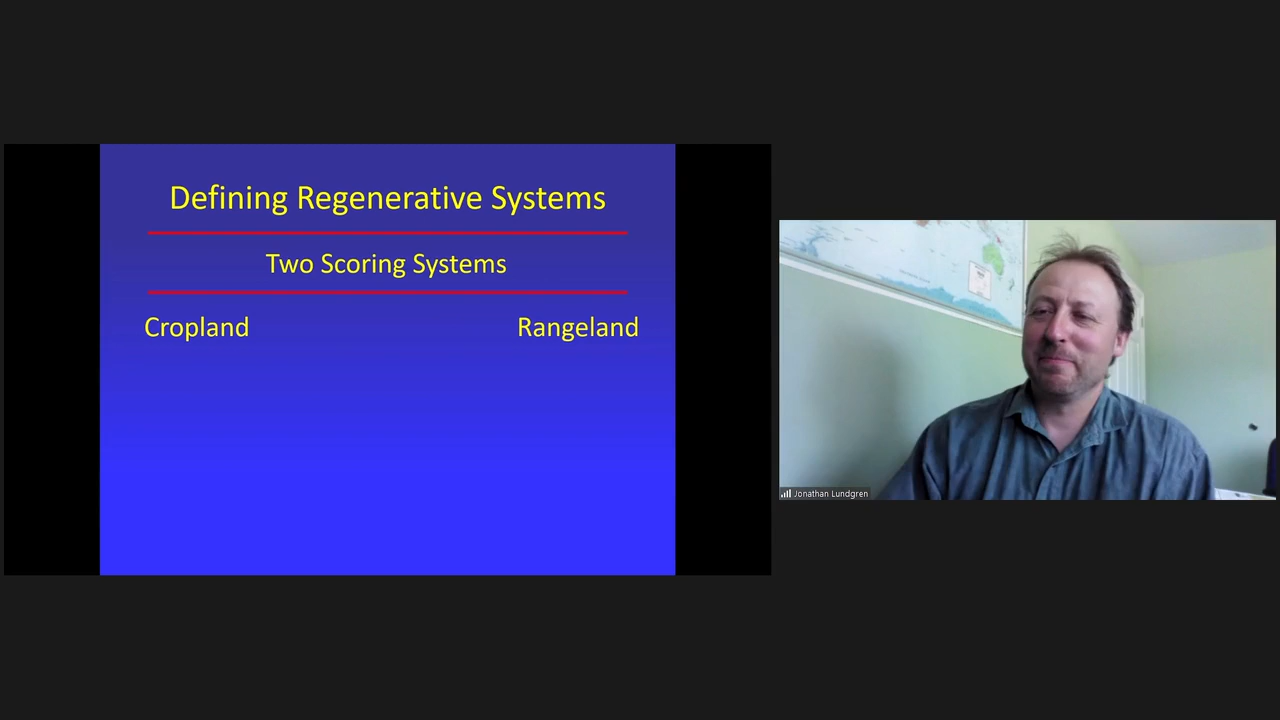 Defining Regenerative Systems
Two Scoring Systems
Cropland
Rangeland
Jonathan Lundgren